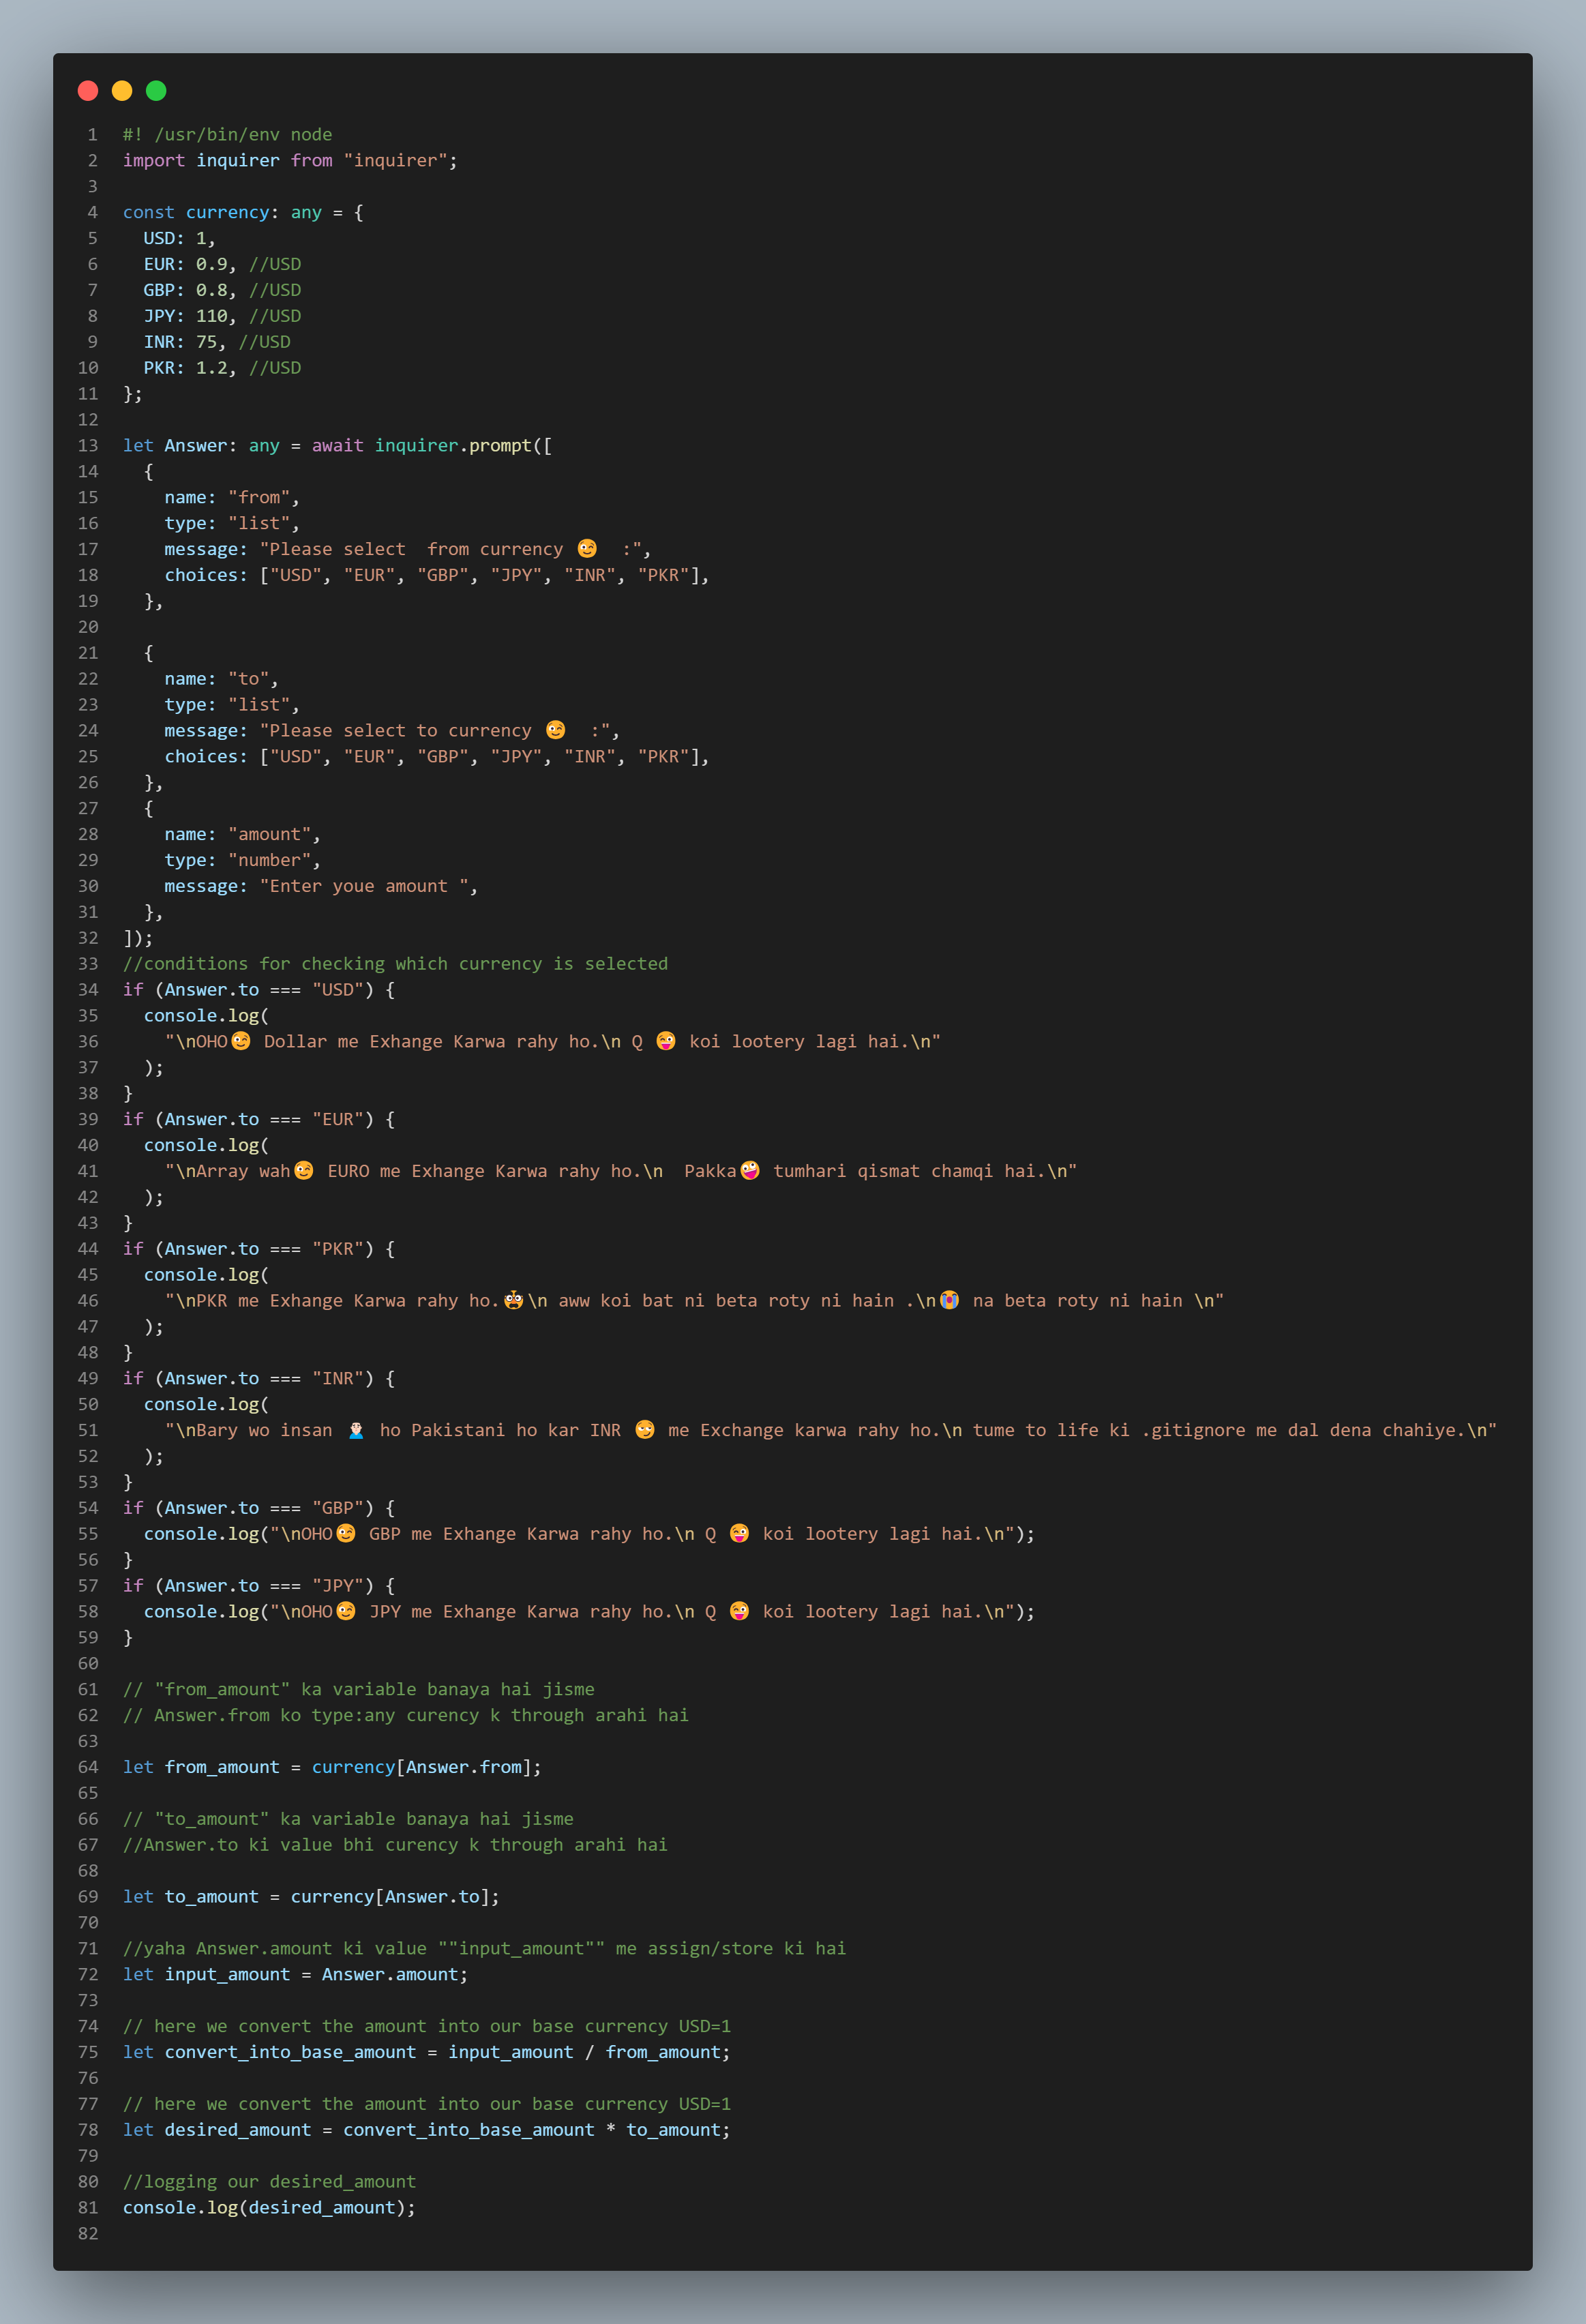 1 #! /usr/bin/env node
2 import inquirer from "inquirer";
3
4 const currency: any = {
5   USD: 1,
6   EUR: 0.9, //USD
7   GBP: 0.8, //USD
8   JPY: 110, //USD
9   INR: 75, //USD
10   PKR: 1.2, //USD
11 };
12
13 let Answer: any = await inquirer.prompt([
14   {
15     name: "from",
16     type: "list",
17     message: "Please select  from currency 😉  :",
18     choices: ["USD", "EUR", "GBP", "JPY", "INR", "PKR"],
19   },
20
21   {
22     name: "to",
23     type: "list",
24     message: "Please select to currency 😉  :",
25     choices: ["USD", "EUR", "GBP", "JPY", "INR", "PKR"],
26   },
27   {
28     name: "amount",
29     type: "number",
30     message: "Enter youe amount ",
31   },
32 ]);
33 //conditions for checking which currency is selected
34 if (Answer.to === "USD") {
35   console.log(
36     "\nOHO😉 Dollar me Exhange Karwa rahy ho.\n Q 😜 koi lootery lagi hai.\n"
37   );
38 }
39 if (Answer.to === "EUR") {
40   console.log(
41     "\nArray wah😉 EURO me Exhange Karwa rahy ho.\n  Pakka🤪 tumhari qismat chamqi hai.\n"
42   );
43 }
44 if (Answer.to === "PKR") {
45   console.log(
46     "\nPKR me Exhange Karwa rahy ho.😫\n aww koi bat ni beta roty ni hain .\n😭 na beta roty ni hain \n"
47   );
48 }
49 if (Answer.to === "INR") {
50   console.log(
51     "\nBary wo insan 🤦🏻‍♂️ ho Pakistani ho kar INR 😏 me Exchange karwa rahy ho.\n tume to life ki .gitignore me dal dena chahiye.\n"
52   );
53 }
54 if (Answer.to === "GBP") {
55   console.log("\nOHO😉 GBP me Exhange Karwa rahy ho.\n Q 😜 koi lootery lagi hai.\n");
56 }
57 if (Answer.to === "JPY") {
58   console.log("\nOHO😉 JPY me Exhange Karwa rahy ho.\n Q 😜 koi lootery lagi hai.\n");
59 }
60
61 // "from_amount" ka variable banaya hai jisme
62 // Answer.from ko type:any curency k through arahi hai
63
64 let from_amount = currency[Answer.from];
65
66 // "to_amount" ka variable banaya hai jisme
67 //Answer.to ki value bhi curency k through arahi hai
68
69 let to_amount = currency[Answer.to];
70
71 //yaha Answer.amount ki value ""input_amount"" me assign/store ki hai
72 let input_amount = Answer.amount;
73
74 // here we convert the amount into our base currency USD=1
75 let convert_into_base_amount = input_amount / from_amount;
76
77 // here we convert the amount into our base currency USD=1
78 let desired_amount = convert_into_base_amount * to_amount;
79
80 //logging our desired_amount
81 console.log(desired_amount);
82